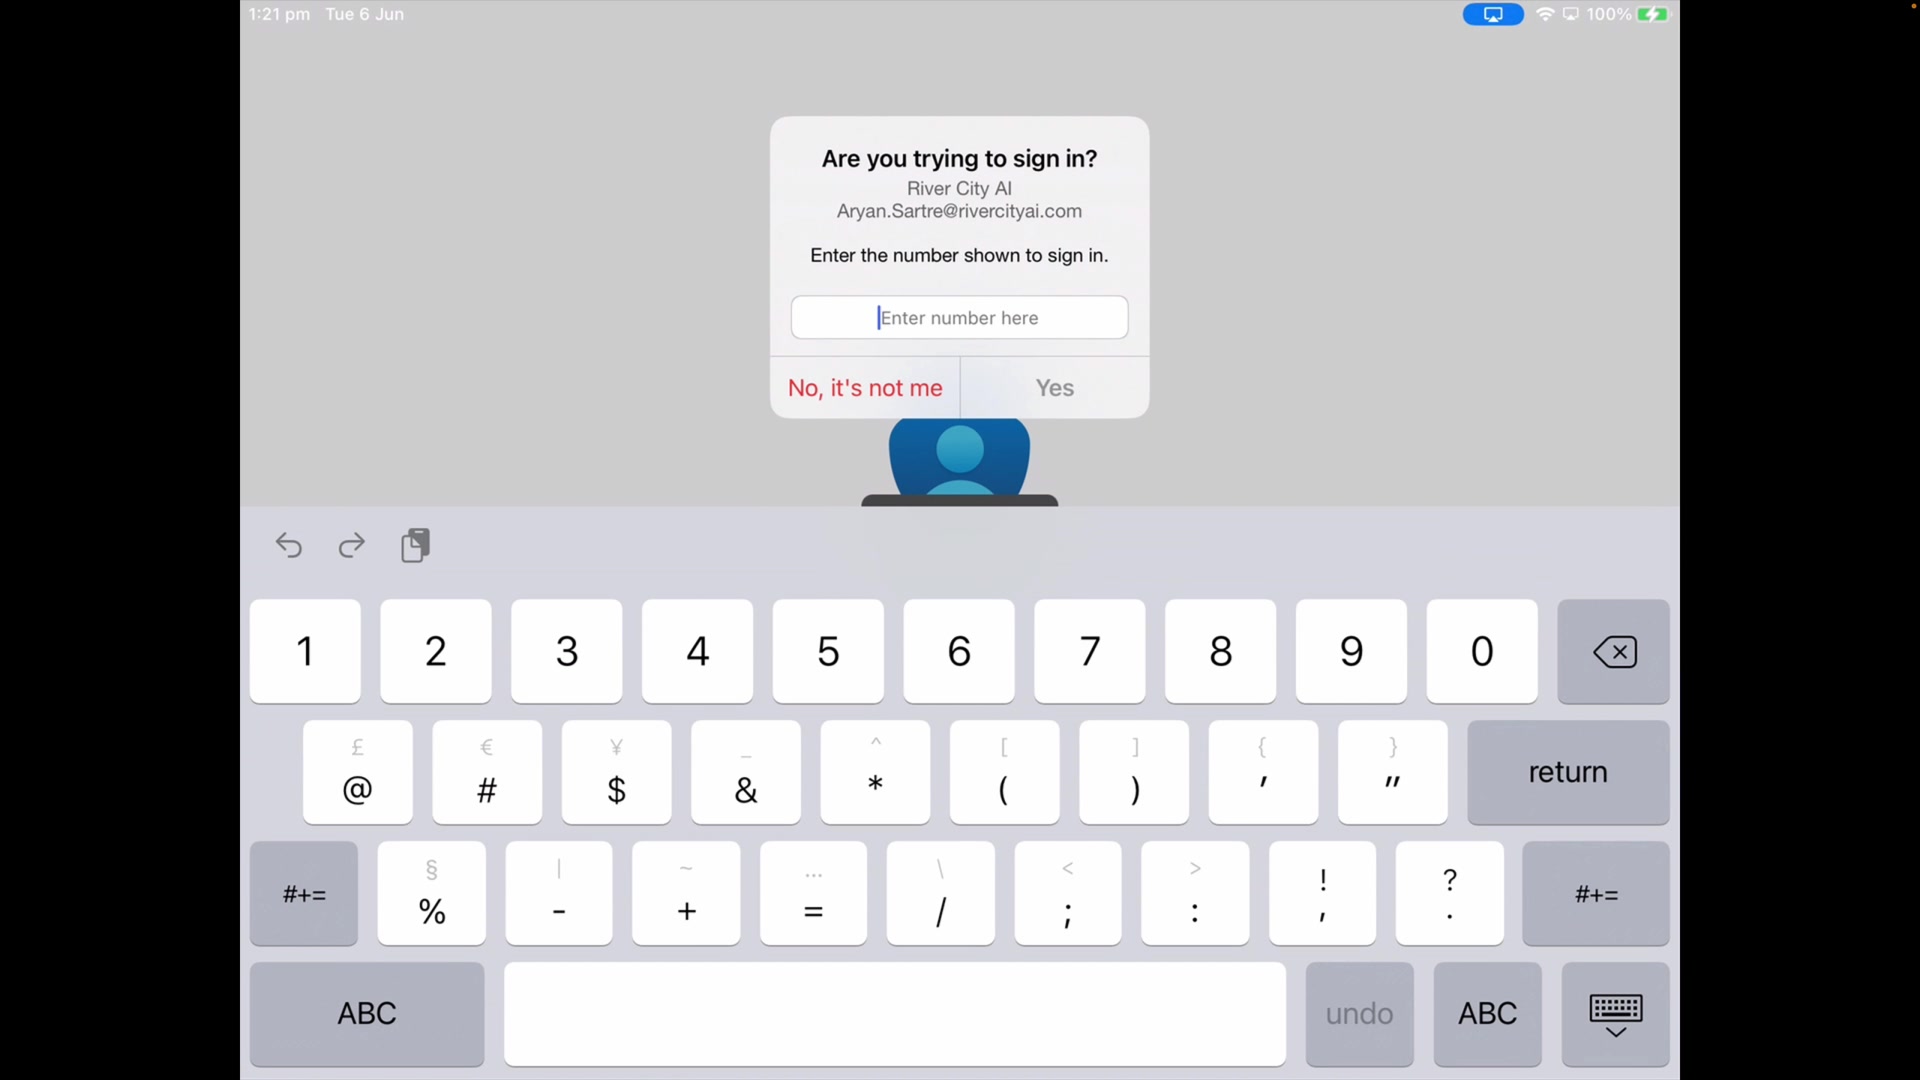 1:21 pm Tue 6 Jun
100%
Are you trying to sign in?
River City AI
Aryan.Sartre@rivercityai.com
Enter the number shown to sign in.
Enter number here
No, it's not me Yes
1 2 3 4 5 6 7 8 9 0
£ € ¥ _ ^ [ ] { }
@ # $ & * ( ) ' " return
§ | ~ … \ < > ! ?
#+= % - + = / ; : , . #+=
ABC undo ABC